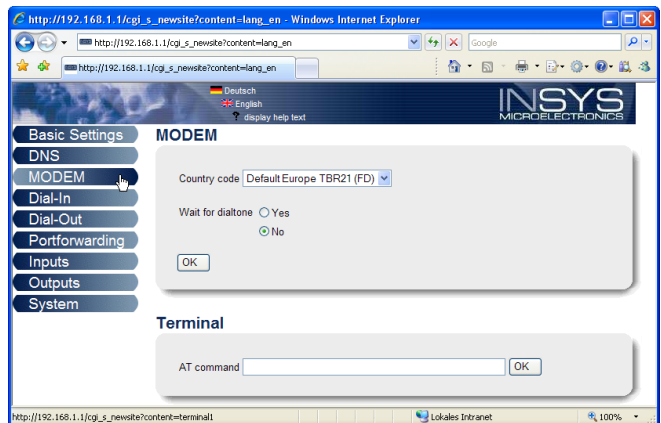 http://192.168.1.1/cgi_s_newsite?content=lang_en - Windows Internet Explorer
http://192.168.1.1/cgi_s_newsite?content=lang_en
Google
http://192.168.1.1/cgi_s_newsite?content=lang_en
Deutsch
English
? display help text
INSYS
MICROELECTRONICS
Basic Settings
DNS
MODEM
Dial-In
Dial-Out
Portforwarding
Inputs
Outputs
System
MODEM
Country code Default Europe TBR21 (FD)
Wait for dialtone Yes
No
OK
Terminal
AT command OK
http://192.168.1.1/cgi_s_newsite?content=terminal1 Lokales Intranet 100%